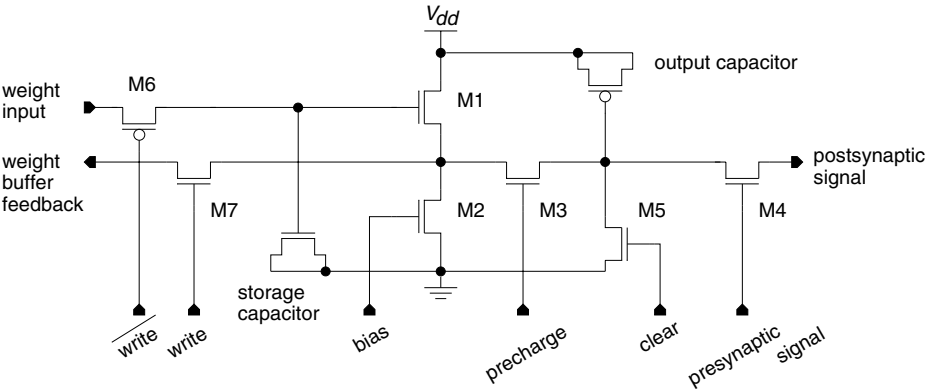 Vdd
output capacitor
M6
weight
input
M1
weight
buffer
feedback
postsynaptic
signal
M7
M2
M3
M5
M4
storage
capacitor
write
write
bias
precharge
clear
presynaptic
signal